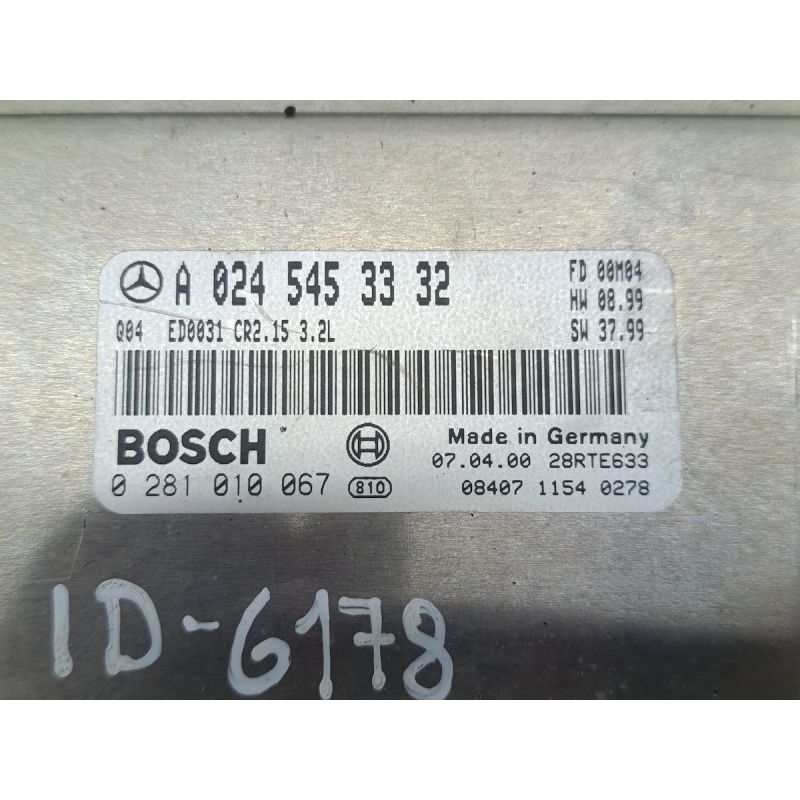 A 024 545 33 32
FD 00M04
HW 08.99
Q04 ED0031 CR2.15 3.2L
SW 37.99
BOSCH
Made in Germany
07.04.00 28RTE633
0 281 010 067 810
08407 1154 0278
ID-6178